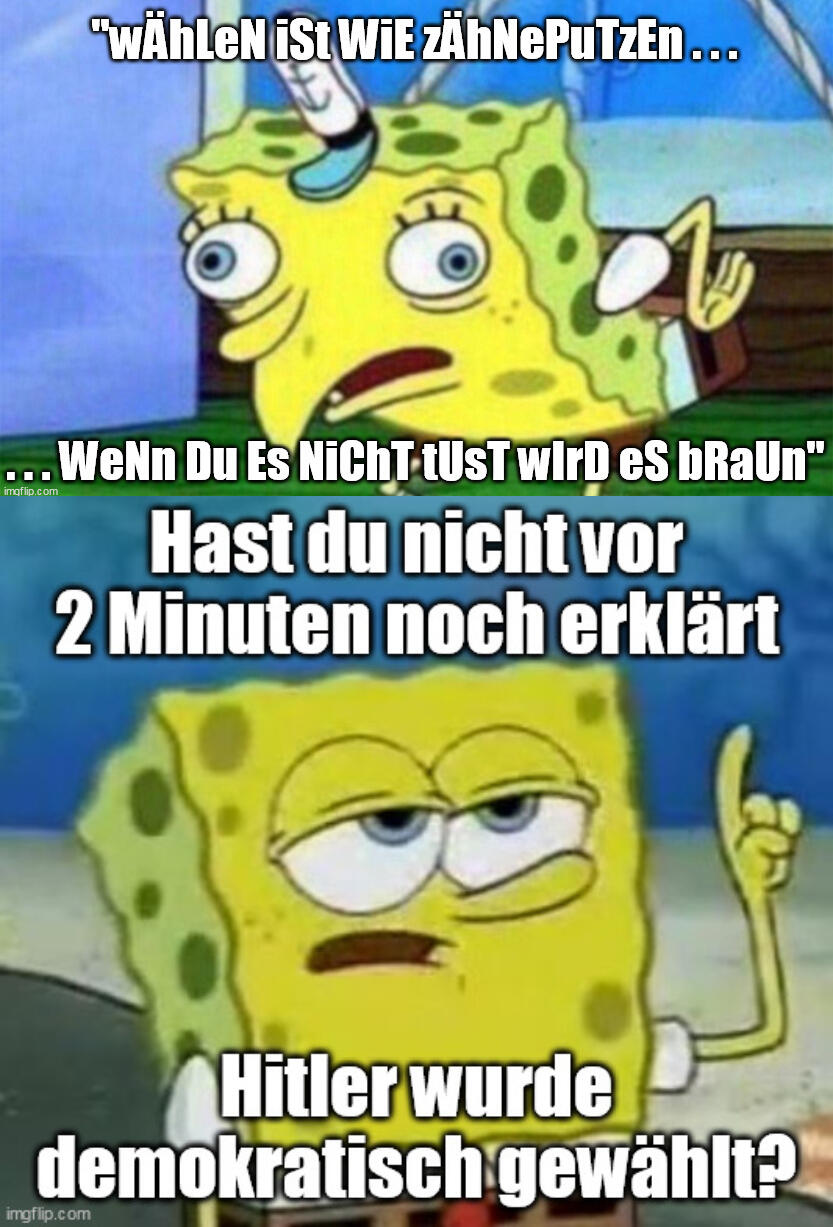 "wÄhLeN iSt WiE zÄhNePuTzEn . . .
. . . WeNn Du Es NiChT tUsT wIrD eS bRaUn"
imgflip.com
Hast du nicht vor
2 Minuten noch erklärt
Hitler wurde
demokratisch gewählt?
imgflip.com